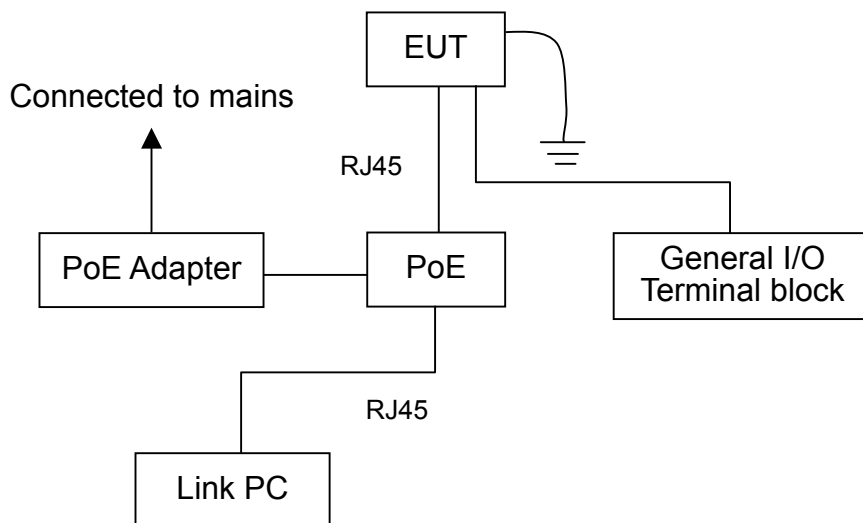 EUT
Connected to mains
RJ45
PoE Adapter
PoE
General I/O
Terminal block
RJ45
Link PC